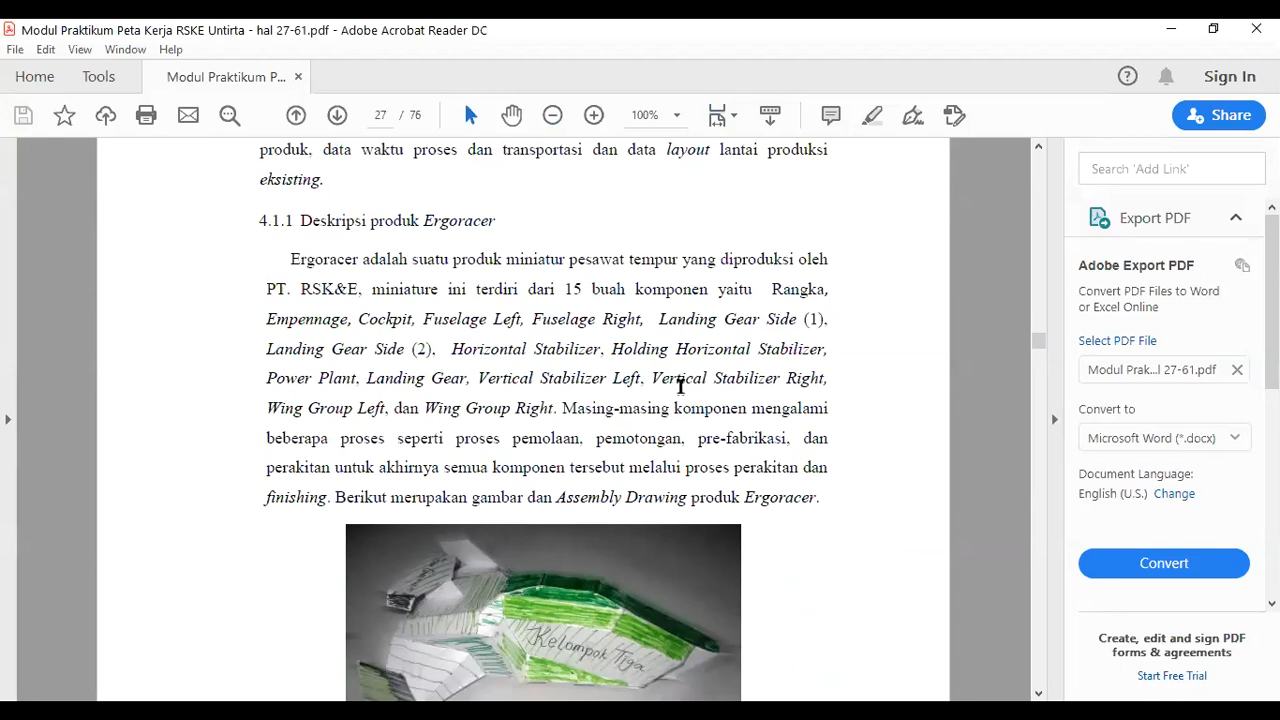 Modul Praktikum Peta Kerja RSKE Untirta - hal 27-61.pdf - Adobe Acrobat Reader DC
File Edit View Window Help
Home Tools Modul Praktikum P... × Sign In
27 / 76 100% Share
produk, data waktu proses dan transportasi dan data layout lantai produksi
eksisting.
4.1.1 Deskripsi produk Ergoracer
Ergoracer adalah suatu produk miniatur pesawat tempur yang diproduksi oleh
PT. RSK&E, miniature ini terdiri dari 15 buah komponen yaitu Rangka,
Empennage, Cockpit, Fuselage Left, Fuselage Right, Landing Gear Side (1),
Landing Gear Side (2), Horizontal Stabilizer, Holding Horizontal Stabilizer,
Power Plant, Landing Gear, Vertical Stabilizer Left, Vertical Stabilizer Right,
Wing Group Left, dan Wing Group Right. Masing-masing komponen mengalami
beberapa proses seperti proses pemolaan, pemotongan, pre-fabrikasi, dan
perakitan untuk akhirnya semua komponen tersebut melalui proses perakitan dan
finishing. Berikut merupakan gambar dan Assembly Drawing produk Ergoracer.
Kelompok Tiga
Search 'Add Link'
Export PDF
Adobe Export PDF
Convert PDF Files to Word
or Excel Online
Select PDF File
Modul Prak...l 27-61.pdf
Convert to
Microsoft Word (*.docx)
Document Language:
English (U.S.) Change
Convert
Create, edit and sign PDF
forms & agreements
Start Free Trial